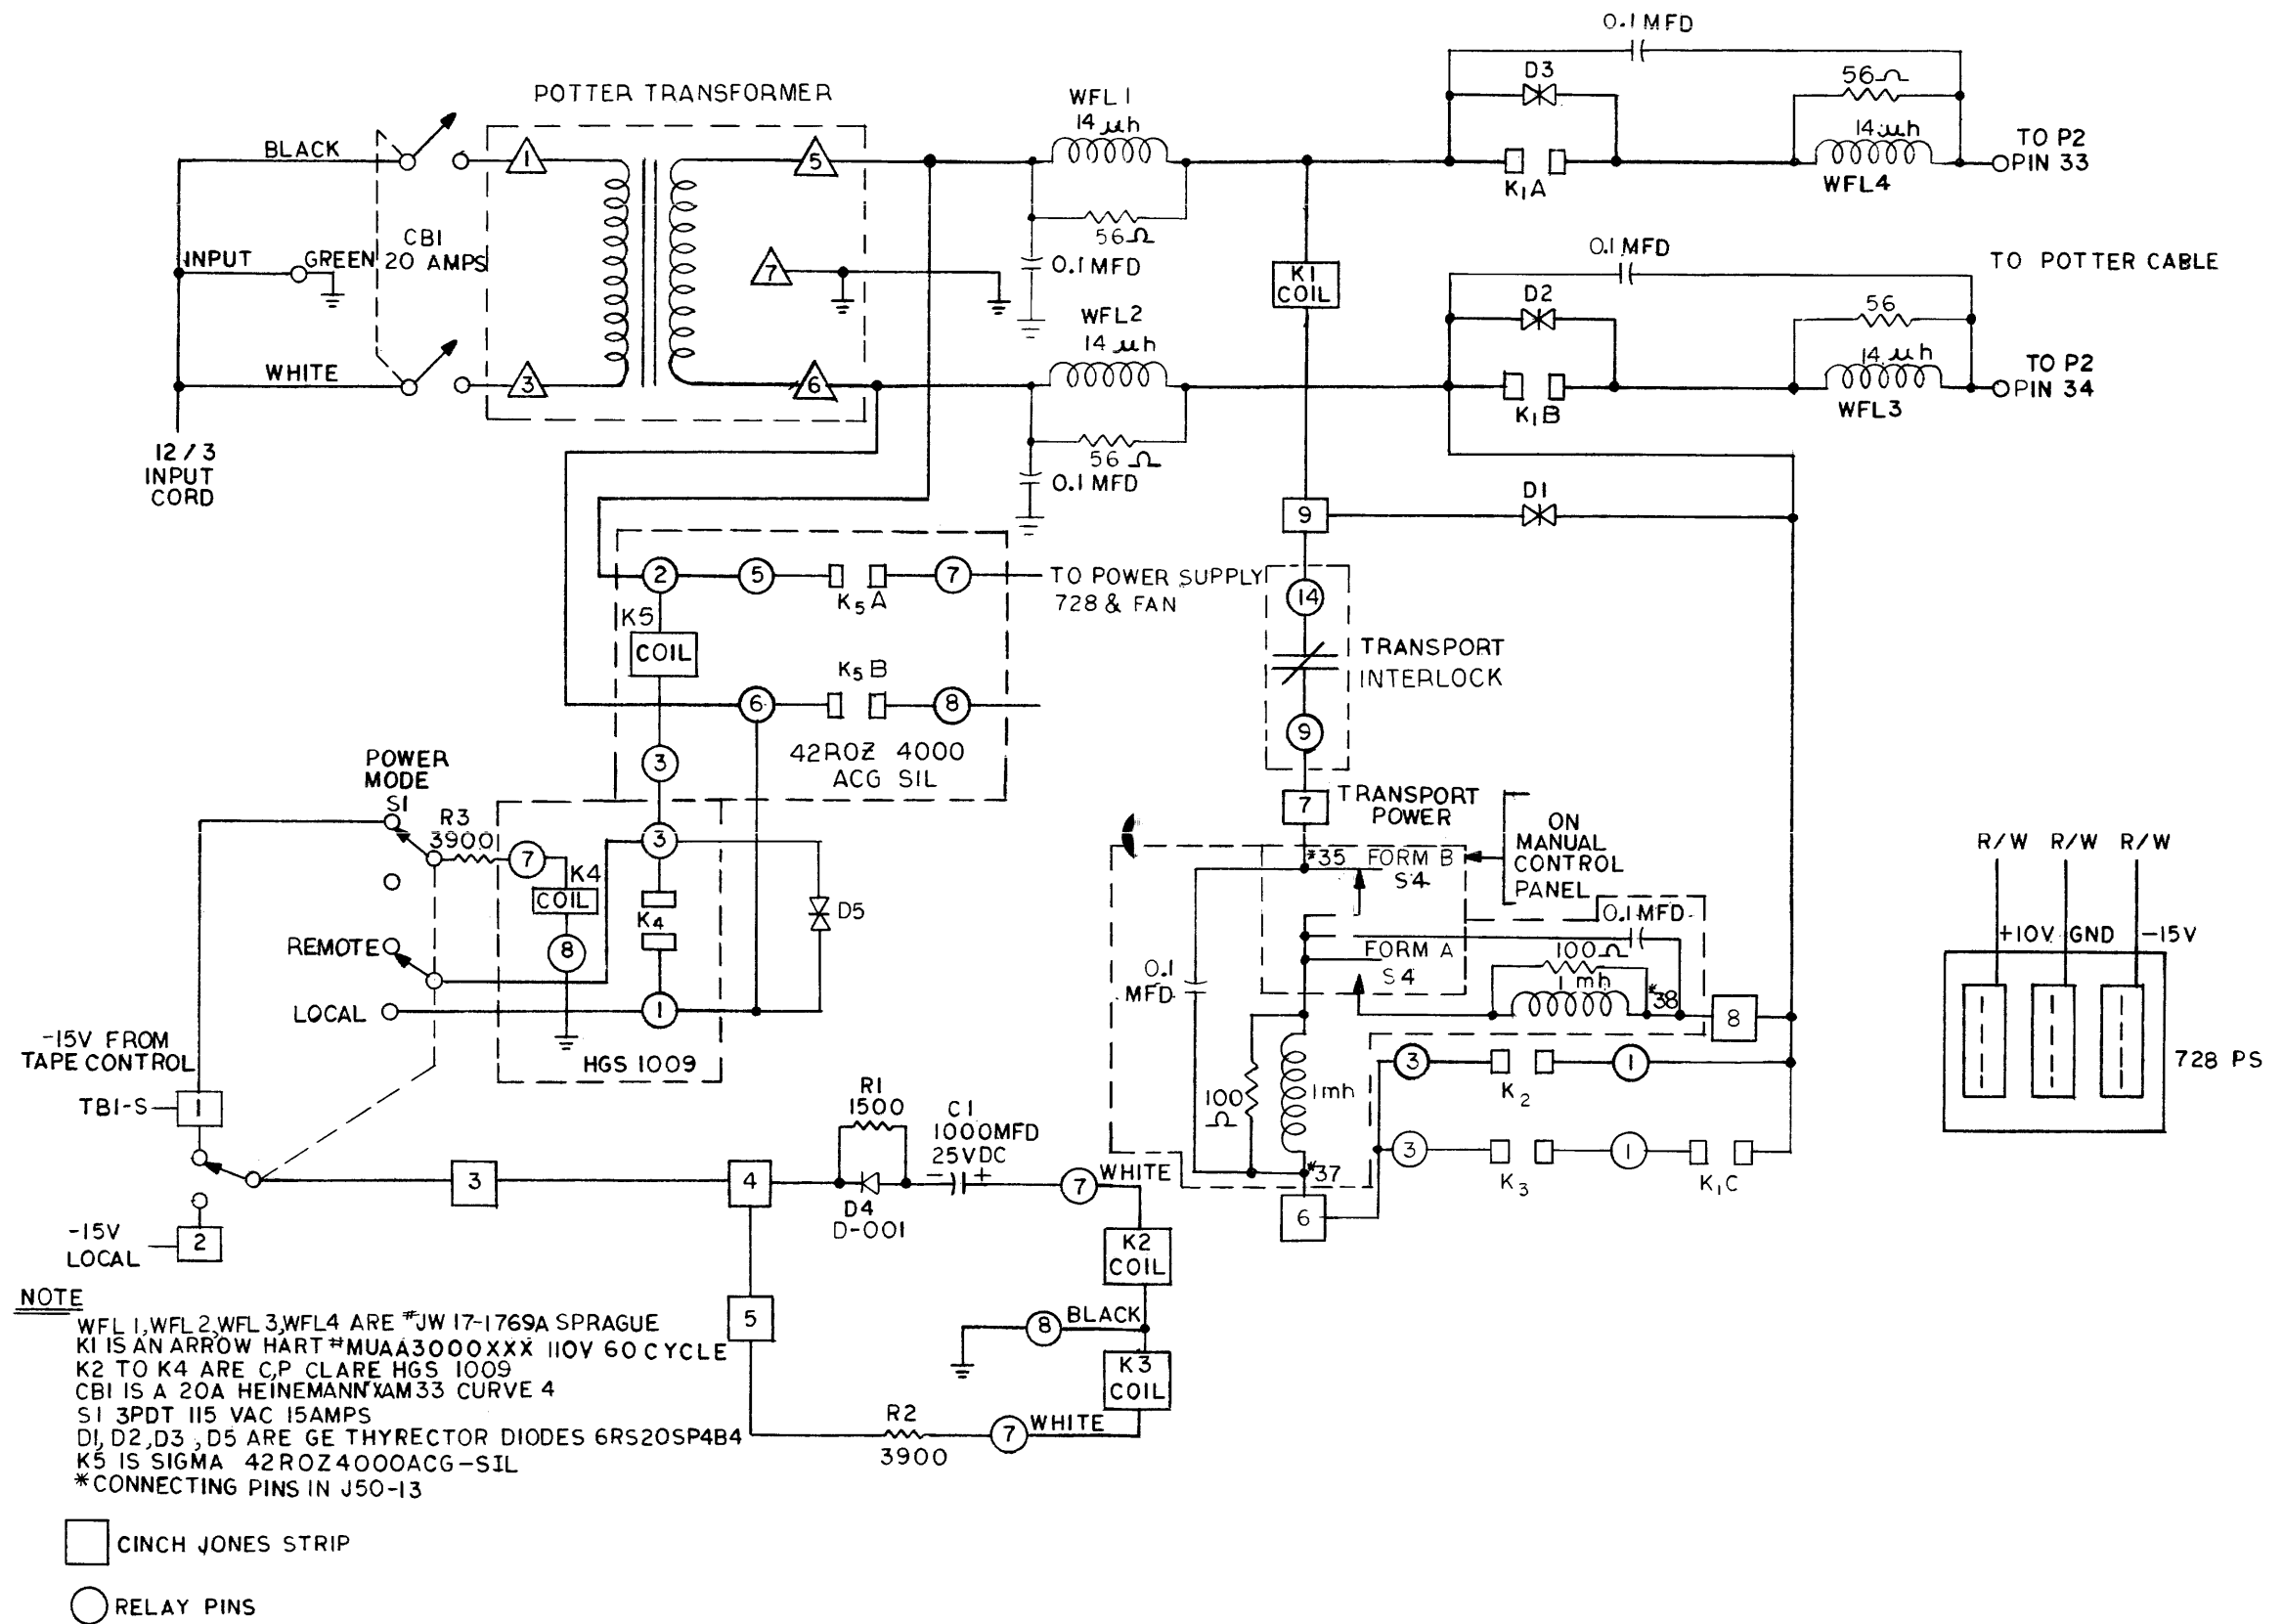 0.1 MFD
D3
56Ω
POTTER TRANSFORMER
WFL1
14 μh
BLACK
1
5
K1A
14 μh
WFL4
TO P2
PIN 33
56Ω
CB1
20 AMPS
INPUT
GREEN
7
0.1 MFD
K1
COIL
0.1 MFD
TO POTTER CABLE
D2
56
WFL2
14 μh
WHITE
3
6
K1B
14 μh
WFL3
TO P2
PIN 34
12/3
INPUT
CORD
56 Ω
0.1 MFD
D1
9
2
5
K5A
7
TO POWER SUPPLY
728 & FAN
14
K5
COIL
TRANSPORT
INTERLOCK
K5B
6
8
9
42ROZ 4000
ACG SIL
3
POWER
MODE
S1
R3
3900
7
K4
COIL
3
K4
D5
8
REMOTE
LOCAL
1
HGS 1009
7
TRANSPORT
POWER
ON
MANUAL
CONTROL
PANEL
*35
FORM B
S4
0.1 MFD
FORM A
S4
100Ω
1 mh
*38
8
0.1
MFD
100
Ω
1mh
*37
6
3
K2
1
3
K3
1
K1C
R/W R/W R/W
+10V GND -15V
728 PS
-15V FROM
TAPE CONTROL
TB1-S
1
3
4
R1
1500
D4
D-001
C1
1000MFD
25VDC
- +
7
WHITE
-15V
LOCAL
2
K2
COIL
5
8
BLACK
K3
COIL
R2
3900
7
WHITE
NOTE
WFL1, WFL2, WFL3, WFL4 ARE #JW 17-1769A SPRAGUE
K1 IS AN ARROW HART #MUAA3000XXX 110V 60 CYCLE
K2 TO K4 ARE C.P. CLARE HGS 1009
CB1 IS A 20A HEINEMANN XAM33 CURVE 4
S1 3PDT 115 VAC 15AMPS
D1, D2, D3, D5 ARE GE THYRECTOR DIODES 6RS20SP4B4
K5 IS SIGMA 42ROZ4000ACG-SIL
*CONNECTING PINS IN J50-13
CINCH JONES STRIP
RELAY PINS